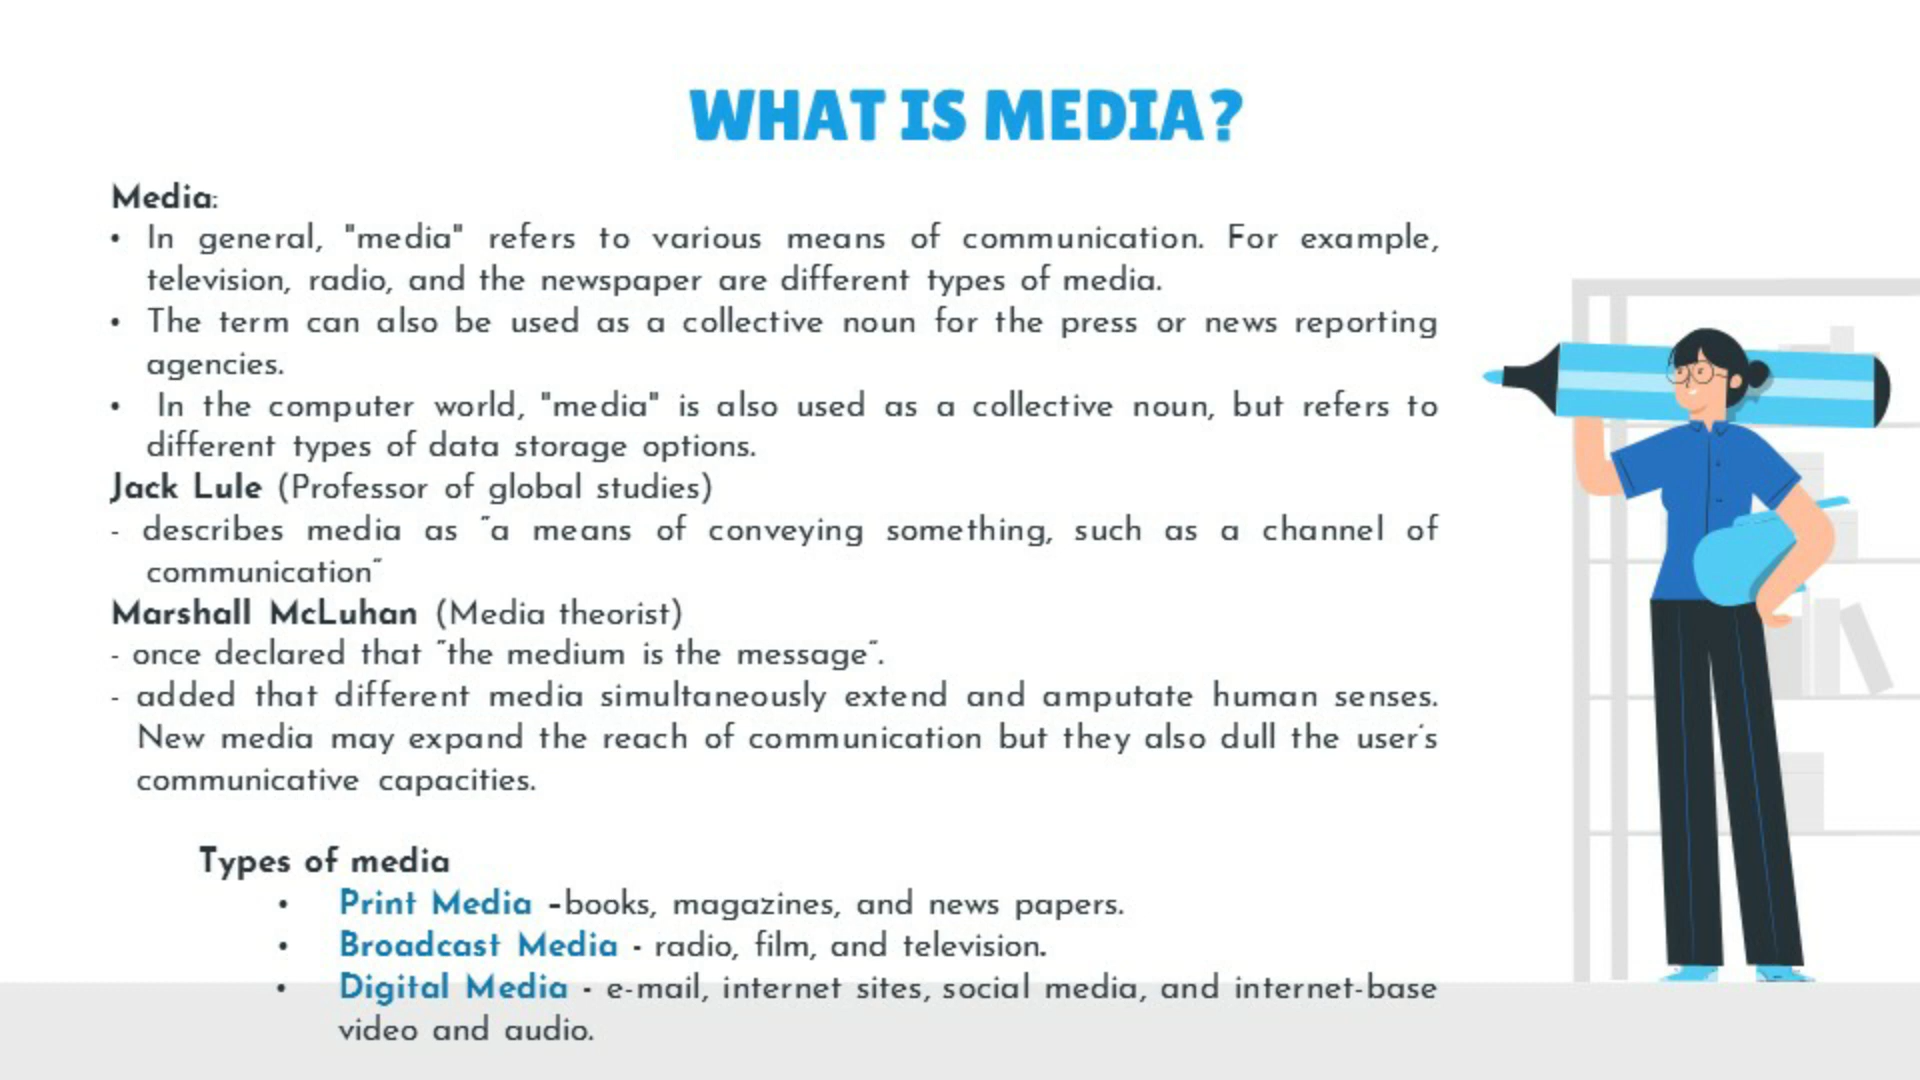 WHAT IS MEDIA?
Media:
• In general, "media" refers to various means of communication. For example,
television, radio, and the newspaper are different types of media.
• The term can also be used as a collective noun for the press or news reporting
agencies.
• In the computer world, "media" is also used as a collective noun, but refers to
different types of data storage options.
Jack Lule (Professor of global studies)
- describes media as “a means of conveying something, such as a channel of
communication”
Marshall McLuhan (Media theorist)
- once declared that “the medium is the message”.
- added that different media simultaneously extend and amputate human senses.
New media may expand the reach of communication but they also dull the user’s
communicative capacities.
Types of media
• Print Media –books, magazines, and news papers.
• Broadcast Media - radio, film, and television.
• Digital Media - e-mail, internet sites, social media, and internet-base
video and audio.